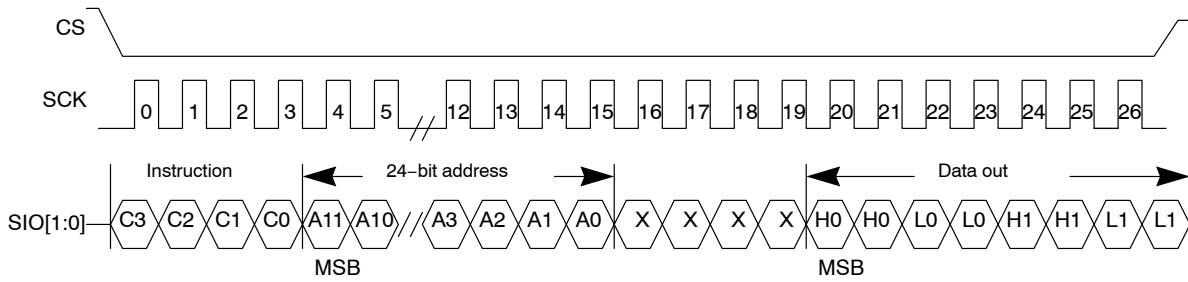 CS
SCK 0 1 2 3 4 5 12 13 14 15 16 17 18 19 20 21 22 23 24 25 26
Instruction 24−bit address Data out
SIO[1:0] C3 C2 C1 C0 A11 A10 A3 A2 A1 A0 X X X X H0 H0 L0 L0 H1 H1 L1 L1
MSB MSB